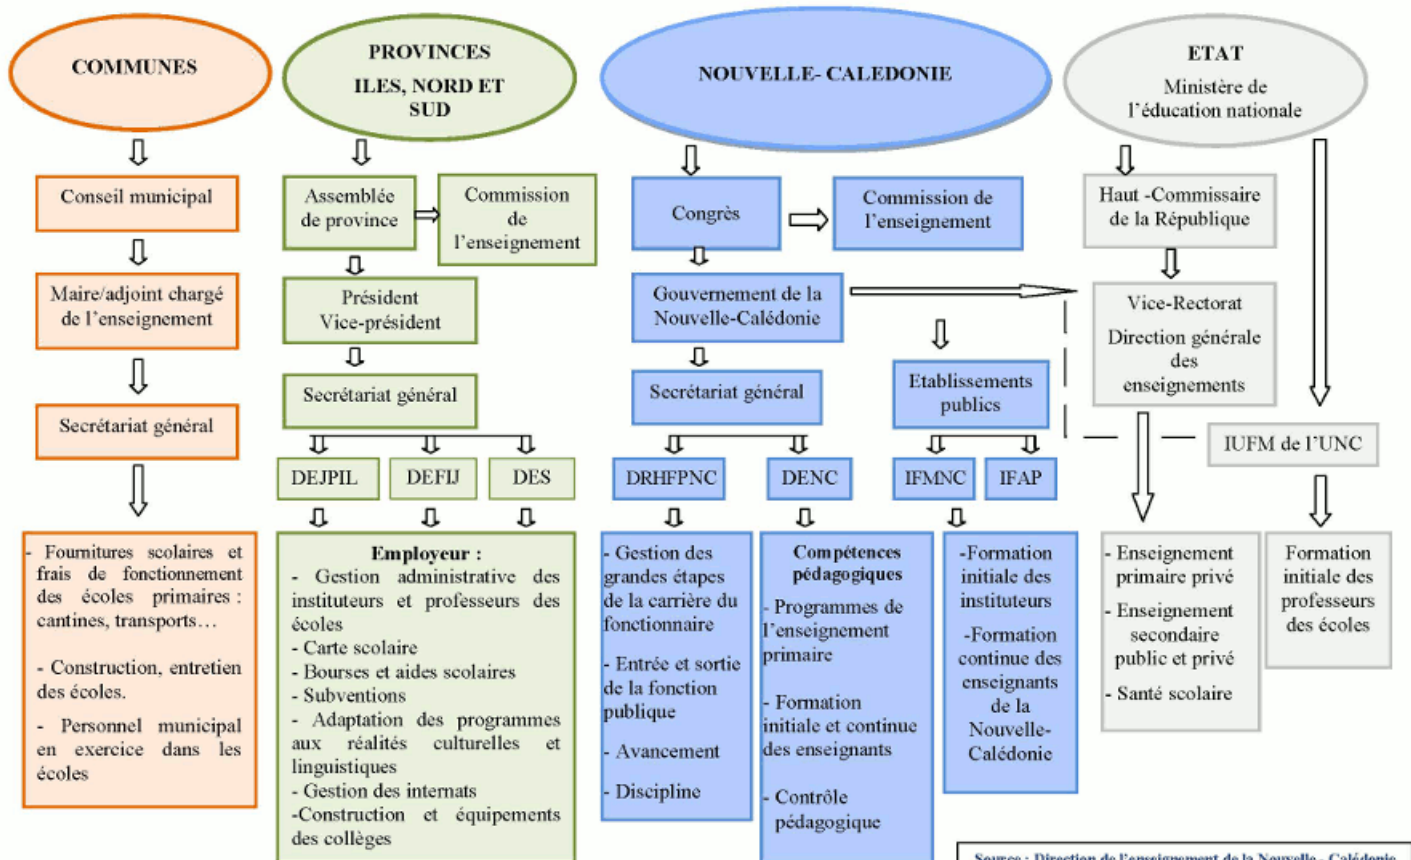 COMMUNES
Conseil municipal
Maire/adjoint chargé
de l'enseignement
Secrétariat général
- Fournitures scolaires et
frais de fonctionnement
des écoles primaires :
cantines, transports…
- Construction, entretien
des écoles.
- Personnel municipal
en exercice dans les
écoles
PROVINCES
ILES, NORD ET
SUD
Assemblée
de province
Commission
de
l'enseignement
Président
Vice-président
Secrétariat général
DEJPIL
DEFIJ
DES
Employeur :
- Gestion administrative des
instituteurs et professeurs des
écoles
- Carte scolaire
- Bourses et aides scolaires
- Subventions
- Adaptation des programmes
aux réalités culturelles et
linguistiques
- Gestion des internats
-Construction et équipements
des collèges
NOUVELLE- CALEDONIE
Congrès
Commission de
l'enseignement
Gouvernement de la
Nouvelle-Calédonie
Secrétariat général
Etablissements
publics
DRHFPNC
DENC
IFMNC
IFAP
- Gestion des
grandes étapes
de la carrière du
fonctionnaire
- Entrée et sortie
de la fonction
publique
- Avancement
- Discipline
Compétences
pédagogiques
- Programmes de
l'enseignement
primaire
- Formation
initiale et continue
des enseignants
- Contrôle
pédagogique
-Formation
initiale des
instituteurs
-Formation
continue des
enseignants
de la
Nouvelle-
Calédonie
ETAT
Ministère de
l'éducation nationale
Haut -Commissaire
de la République
Vice-Rectorat
Direction générale
des
enseignements
IUFM de l'UNC
- Enseignement
primaire privé
- Enseignement
secondaire
public et privé
- Santé scolaire
Formation
initiale des
professeurs
des écoles
Source : Direction de l'enseignement de la Nouvelle - Calédonie